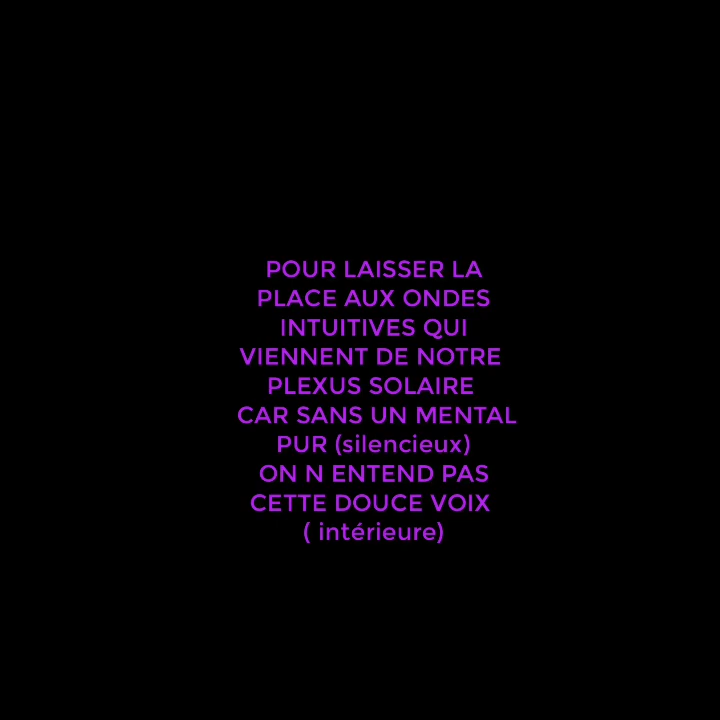 POUR LAISSER LA
PLACE AUX ONDES
INTUITIVES QUI
VIENNENT DE NOTRE
PLEXUS SOLAIRE
CAR SANS UN MENTAL
PUR (silencieux)
ON N ENTEND PAS
CETTE DOUCE VOIX
( intérieure)